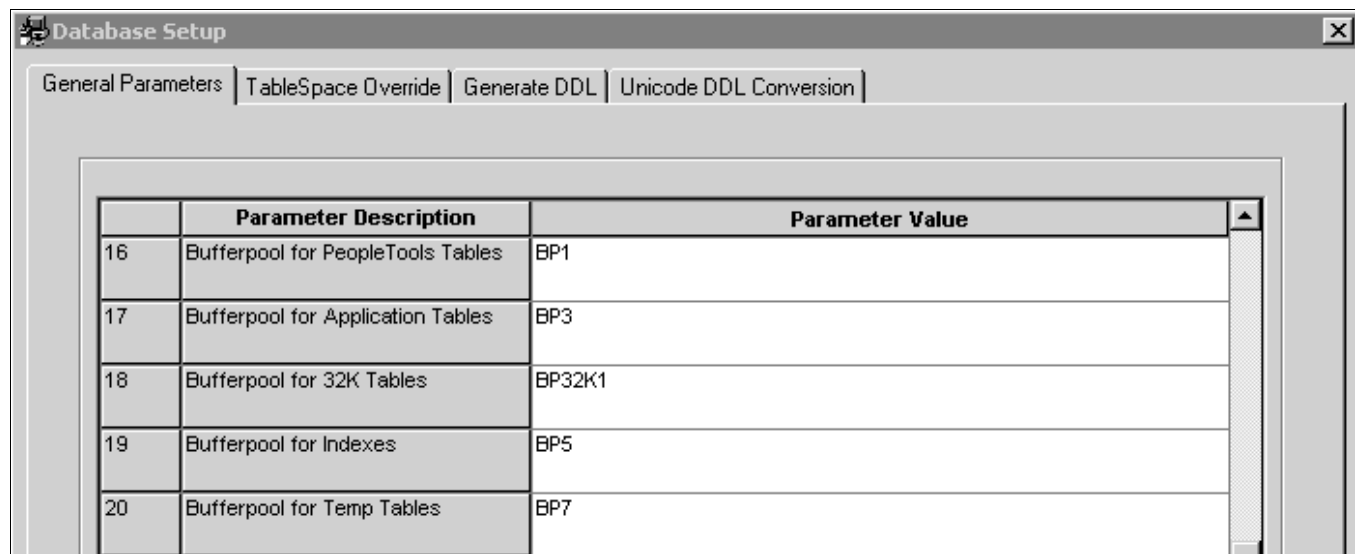 Database Setup
General Parameters TableSpace Override Generate DDL Unicode DDL Conversion
Parameter Description Parameter Value
16 Bufferpool for PeopleTools Tables BP1
17 Bufferpool for Application Tables BP3
18 Bufferpool for 32K Tables BP32K1
19 Bufferpool for Indexes BP5
20 Bufferpool for Temp Tables BP7